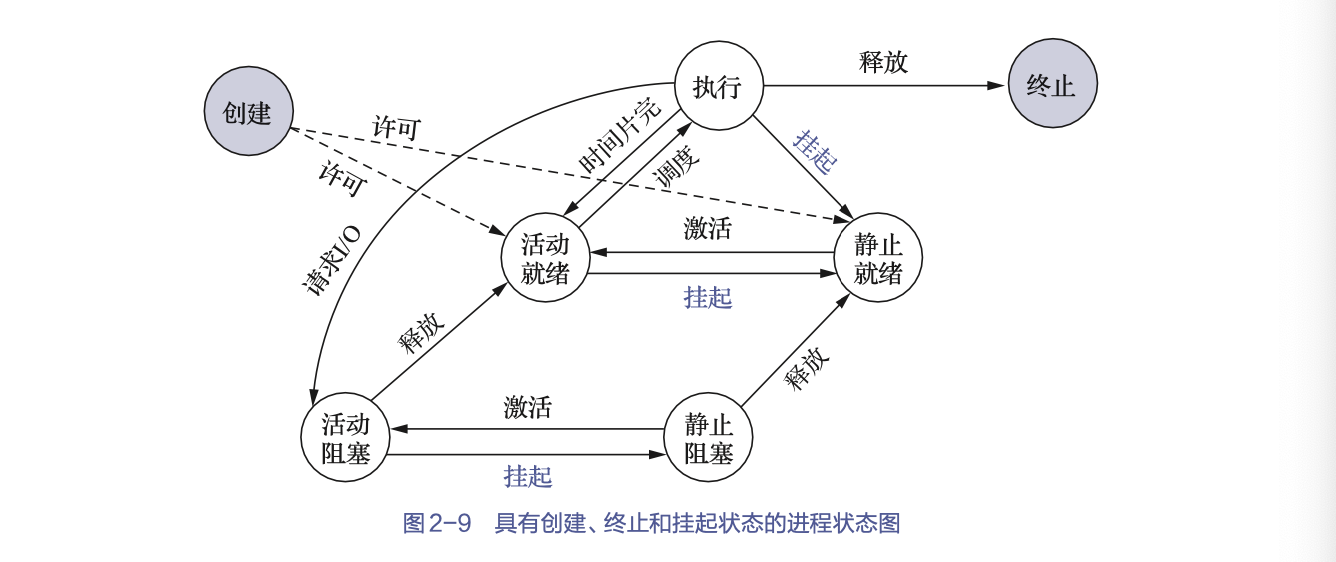 创建
执行
释放
终止
许可
许可
时间片完
调度
挂起
请求I/O
活动
就绪
激活
挂起
静止
就绪
释放
释放
活动
阻塞
激活
挂起
静止
阻塞
图2-9 具有创建、终止和挂起状态的进程状态图